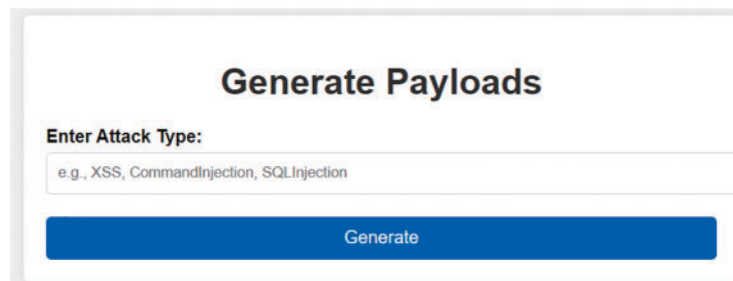 Generate Payloads
Enter Attack Type:
e.g., XSS, CommandInjection, SQLInjection
Generate